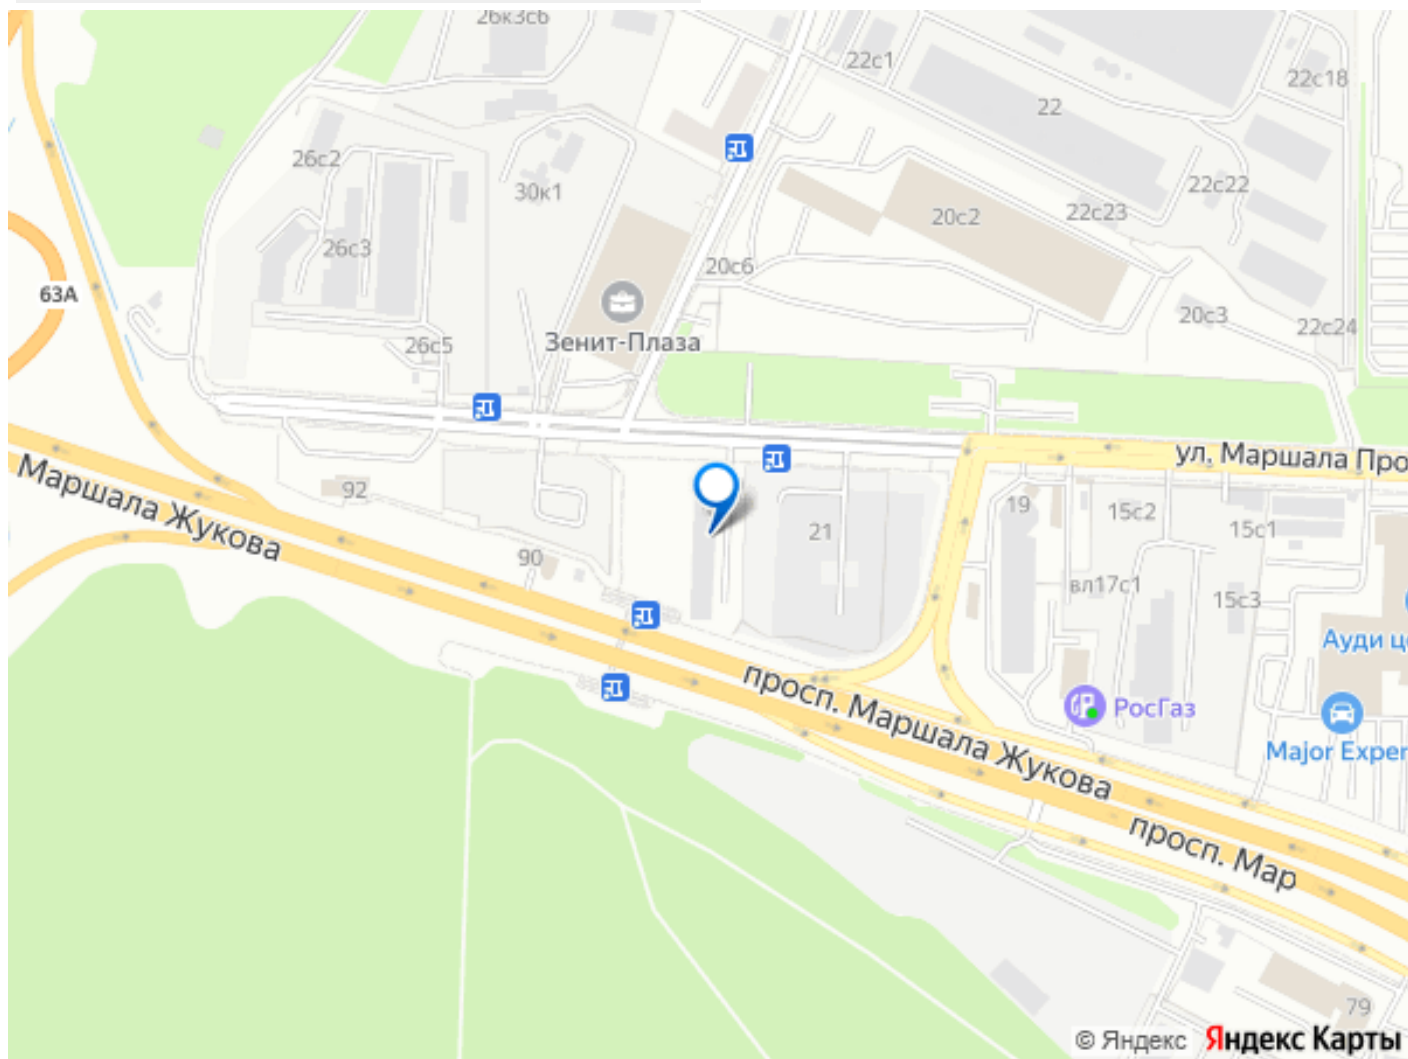 26к3с6
22с1
22с18
22
26с2
30к1
22с22
20с2
22с23
26с3
20с6
63А
20с3
22с24
Зенит-Плаза
26с5
ул. Маршала Про
92
Маршала Жукова
19
15с2
15с1
21
90
вл17с1
15с3
Ауди це
просп. Маршала Жукова
РосГаз
Major Exper
просп. Мар
79
© Яндекс Яндекс Карты